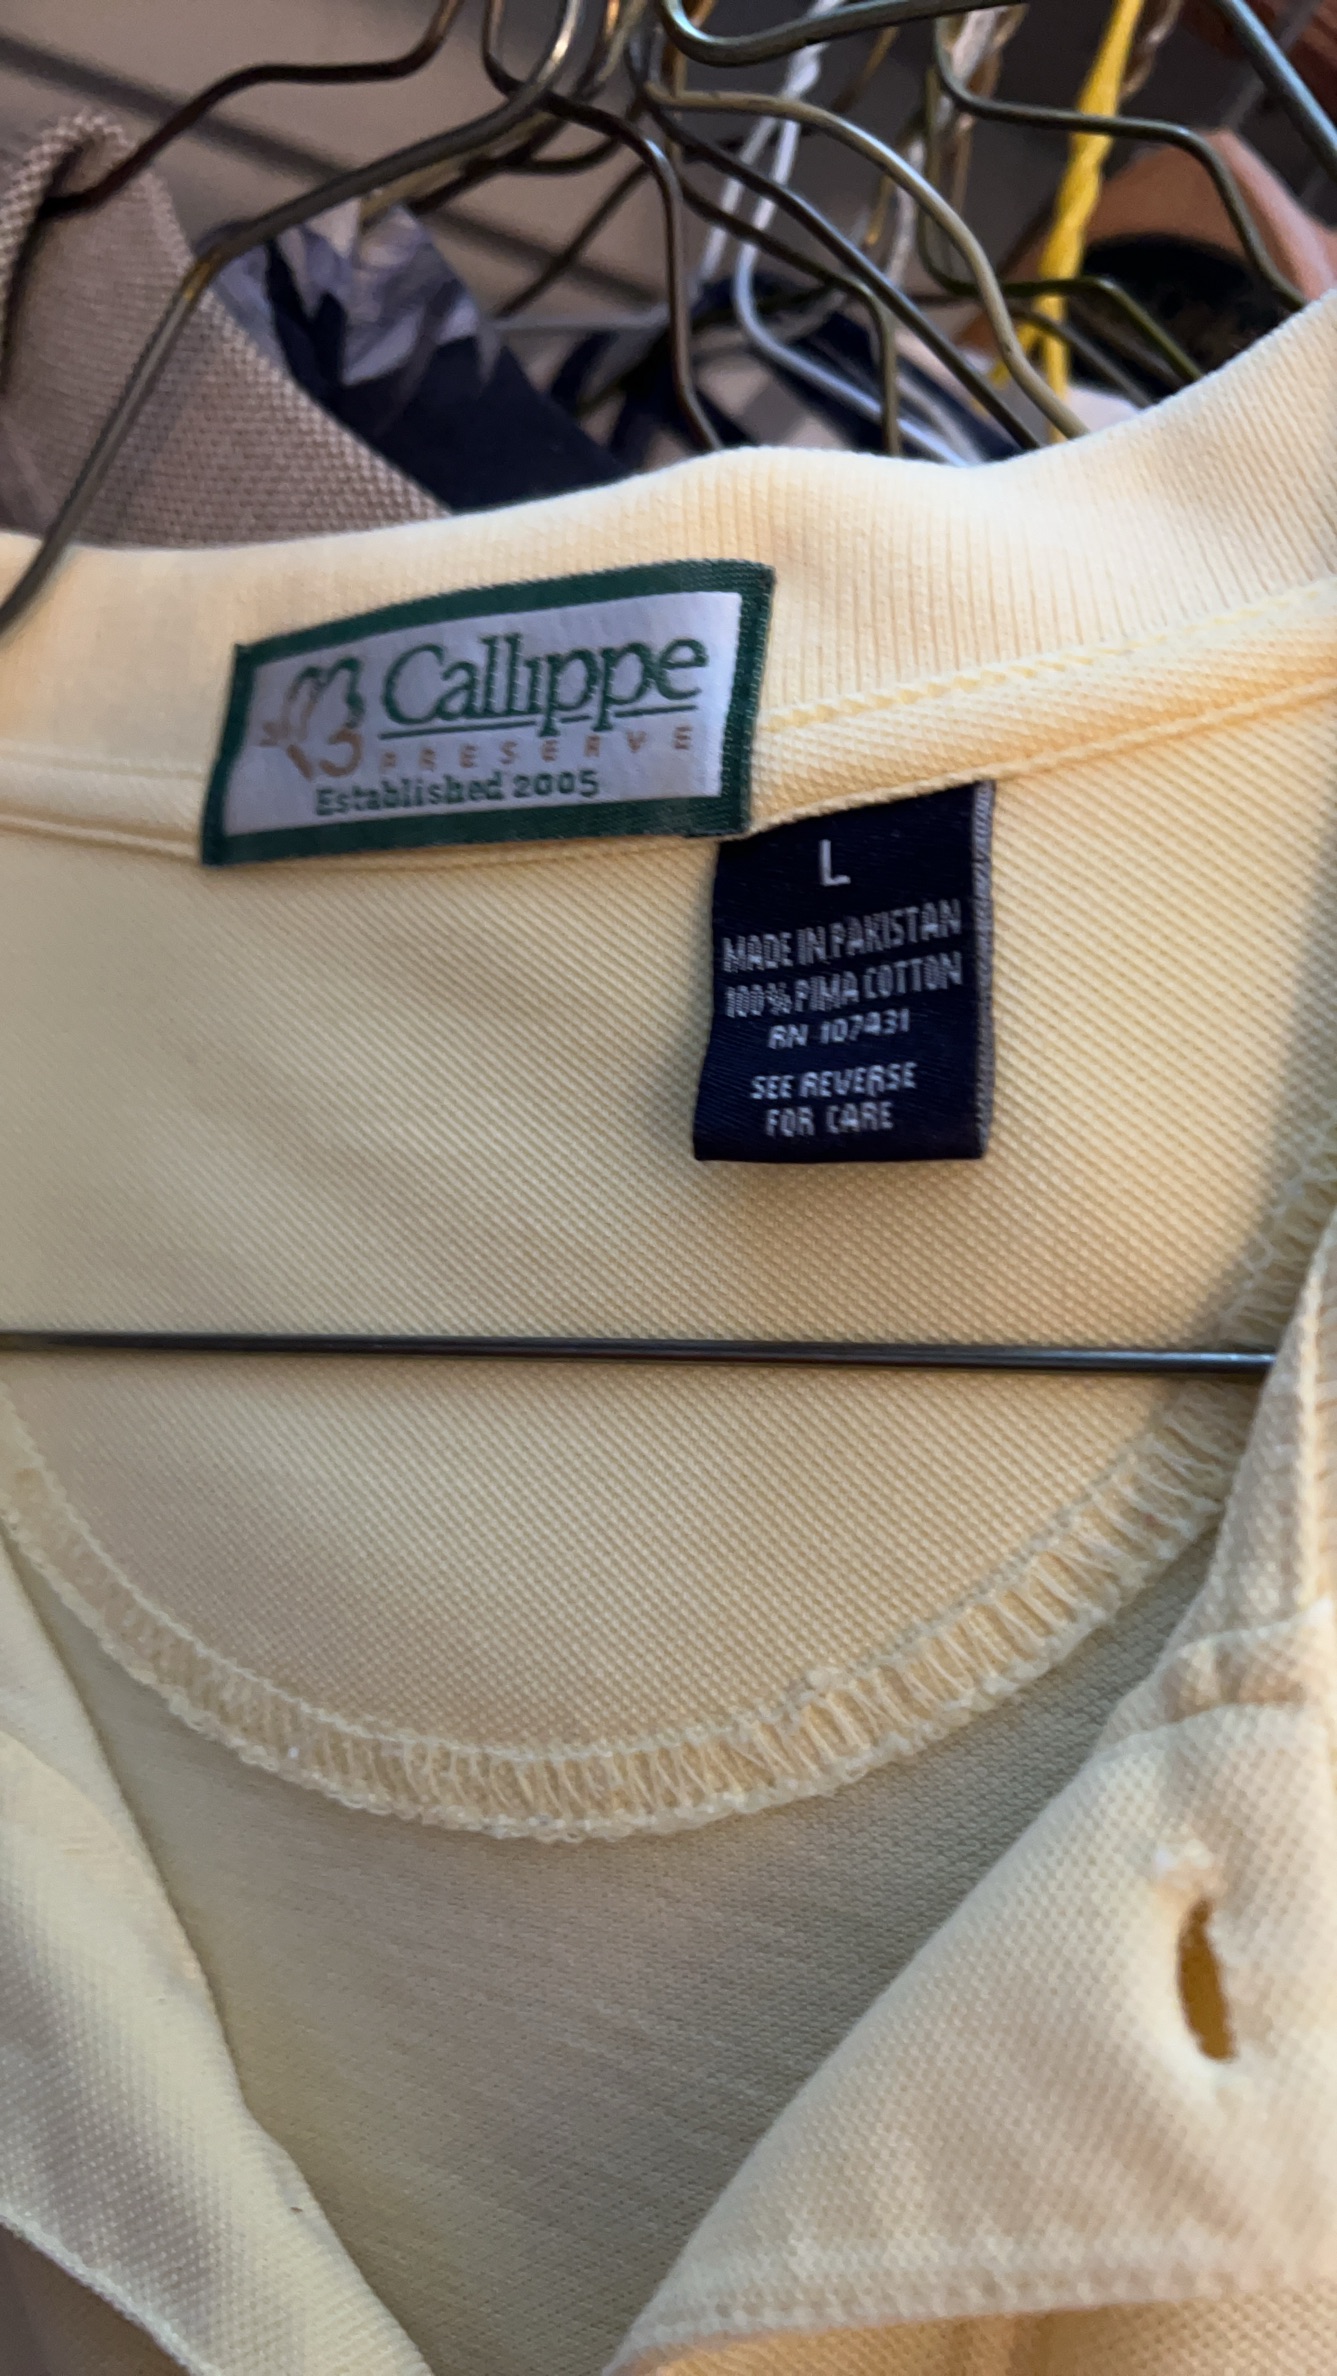 Callippe
PRESERVE
Established 2005
L
MADE IN PAKISTAN
100% PIMA COTTON
RN 107431
SEE REVERSE
FOR CARE